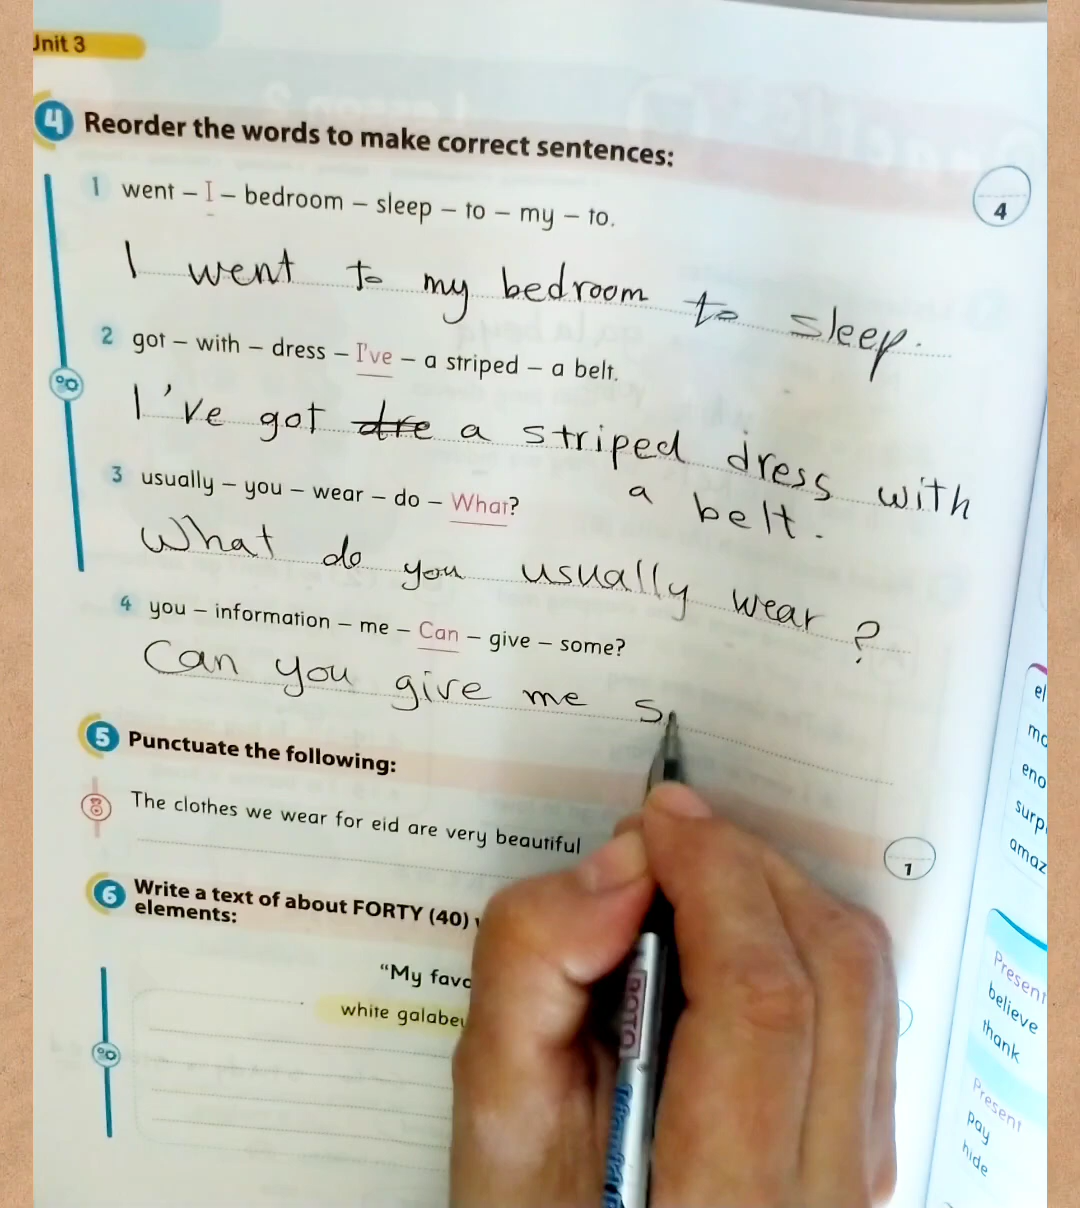 Unit 3
4 Reorder the words to make correct sentences:
4
1 went – I – bedroom – sleep – to – my – to.
I went to my bedroom to sleep.
2 got – with – dress – I've – a striped – a belt.
I've got dre a striped dress with
a belt.
3 usually – you – wear – do – What?
What do you usually wear?
4 you – information – me – Can – give – some?
Can you give me s
5 Punctuate the following:
The clothes we wear for eid are very beautiful
1
6 Write a text of about FORTY (40)
elements:
"My favo
white galabe
el
mo
eno
surp
amaz
Present
believe
thank
Present
pay
hide
ROTO